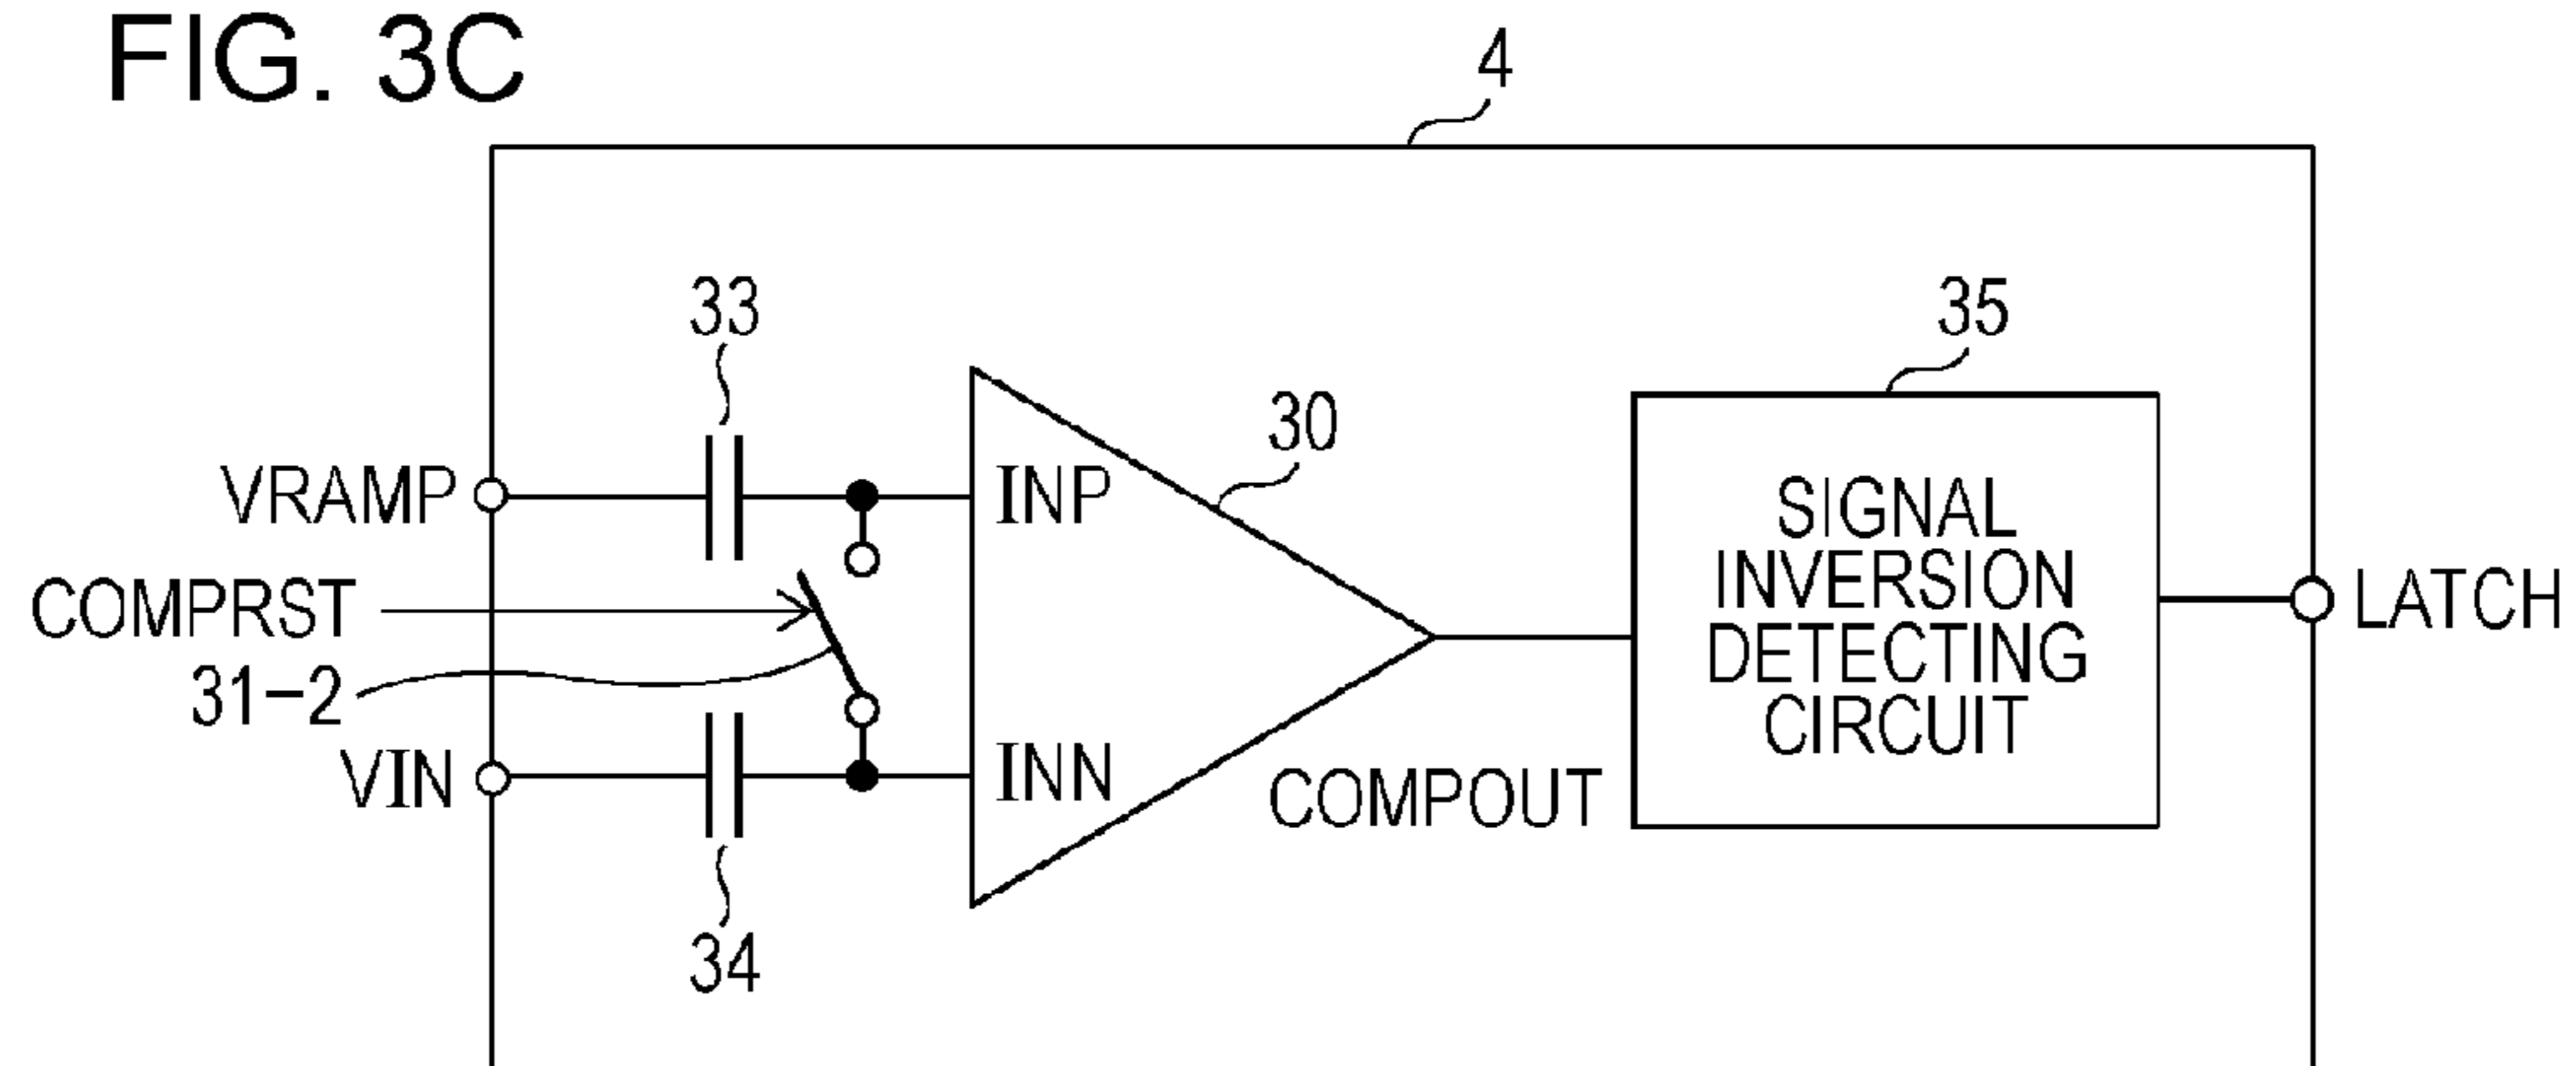 FIG. 3C
4
33
35
30
VRAMP
INP
SIGNAL
INVERSION
DETECTING
CIRCUIT
COMPRST
LATCH
31-2
VIN
INN
COMPOUT
34